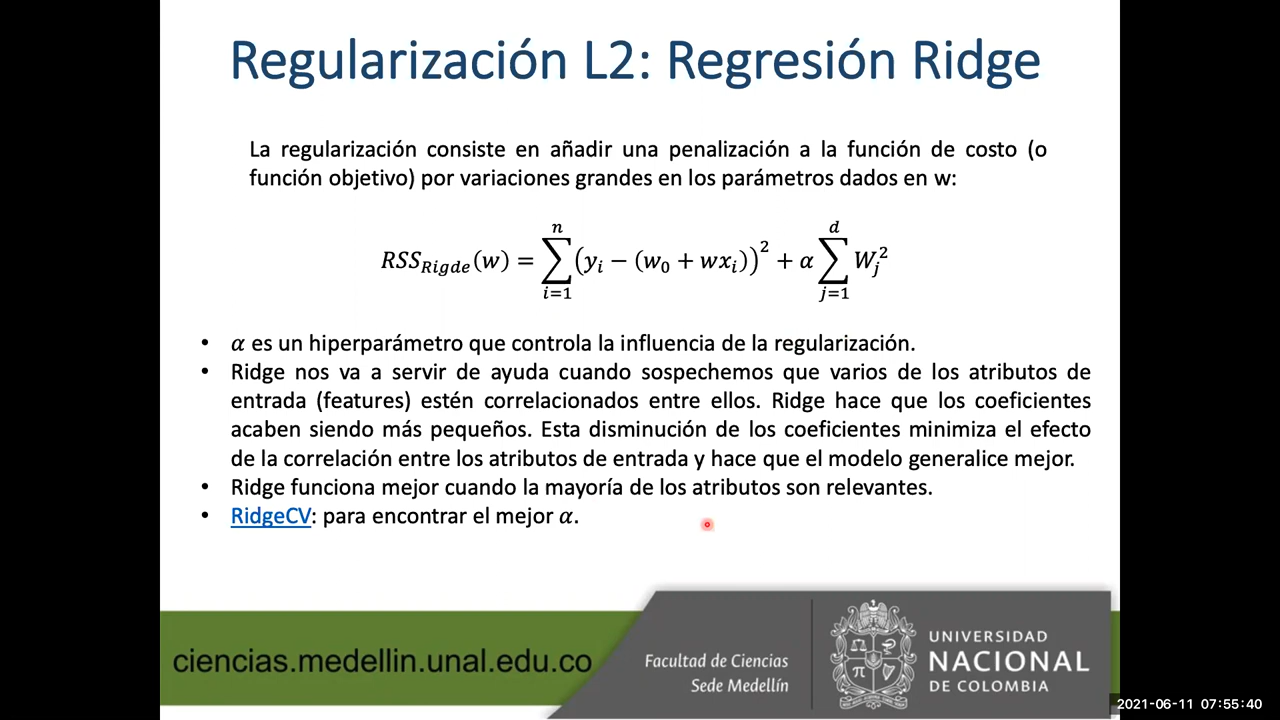 Regularización L2: Regresión Ridge
La regularización consiste en añadir una penalización a la función de costo (o
función objetivo) por variaciones grandes en los parámetros dados en w:
RSS_{Rigde}(w) = \sum_{i=1}^{n} (y_i − (w_0 + wx_i))^2 + α \sum_{j=1}^{d} W_j^2
• α es un hiperparámetro que controla la influencia de la regularización.
• Ridge nos va a servir de ayuda cuando sospechemos que varios de los atributos de
entrada (features) estén correlacionados entre ellos. Ridge hace que los coeficientes
acaben siendo más pequeños. Esta disminución de los coeficientes minimiza el efecto
de la correlación entre los atributos de entrada y hace que el modelo generalice mejor.
• Ridge funciona mejor cuando la mayoría de los atributos son relevantes.
• RidgeCV: para encontrar el mejor α.
ciencias.medellin.unal.edu.co
Facultad de Ciencias
Sede Medellín
UNIVERSIDAD
NACIONAL
DE COLOMBIA
2021-06-11 07:55:40